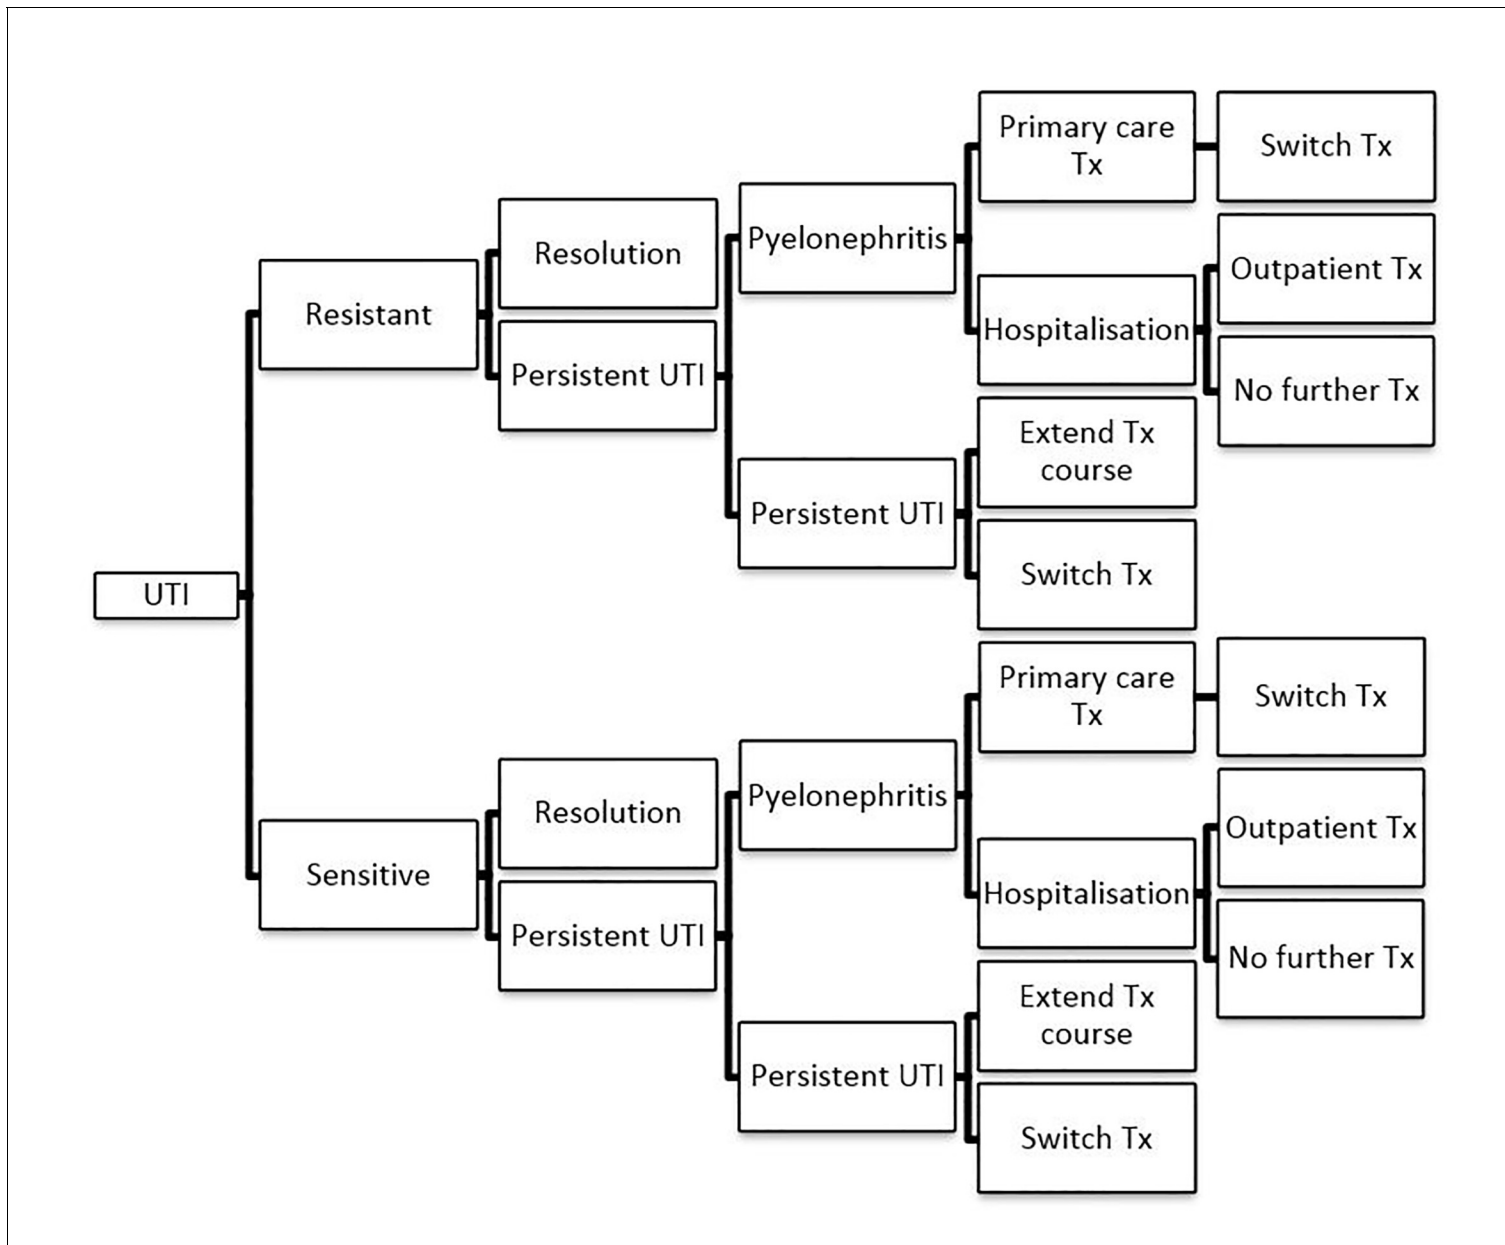 UTI
Resistant
Resolution
Persistent UTI
Pyelonephritis
Primary care
Tx
Switch Tx
Hospitalisation
Outpatient Tx
No further Tx
Persistent UTI
Extend Tx
course
Switch Tx
Sensitive
Resolution
Persistent UTI
Pyelonephritis
Primary care
Tx
Switch Tx
Hospitalisation
Outpatient Tx
No further Tx
Persistent UTI
Extend Tx
course
Switch Tx